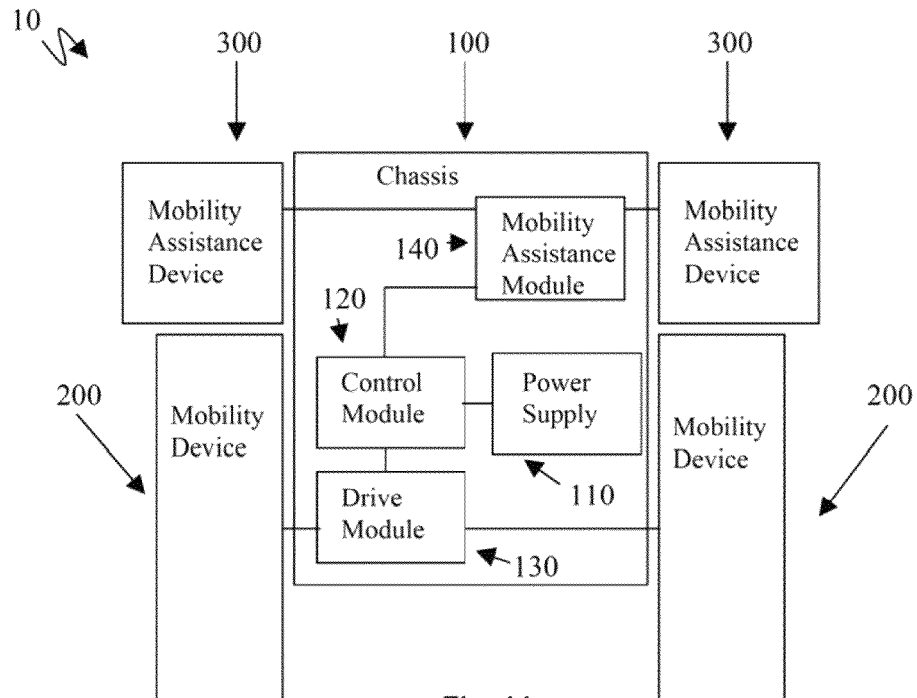 10
300
100
300
Chassis
Mobility
Assistance
Device
140
Mobility
Assistance
Module
Mobility
Assistance
Device
120
Control
Module
Power
Supply
200
Mobility
Device
Mobility
Device
200
Drive
Module
110
130